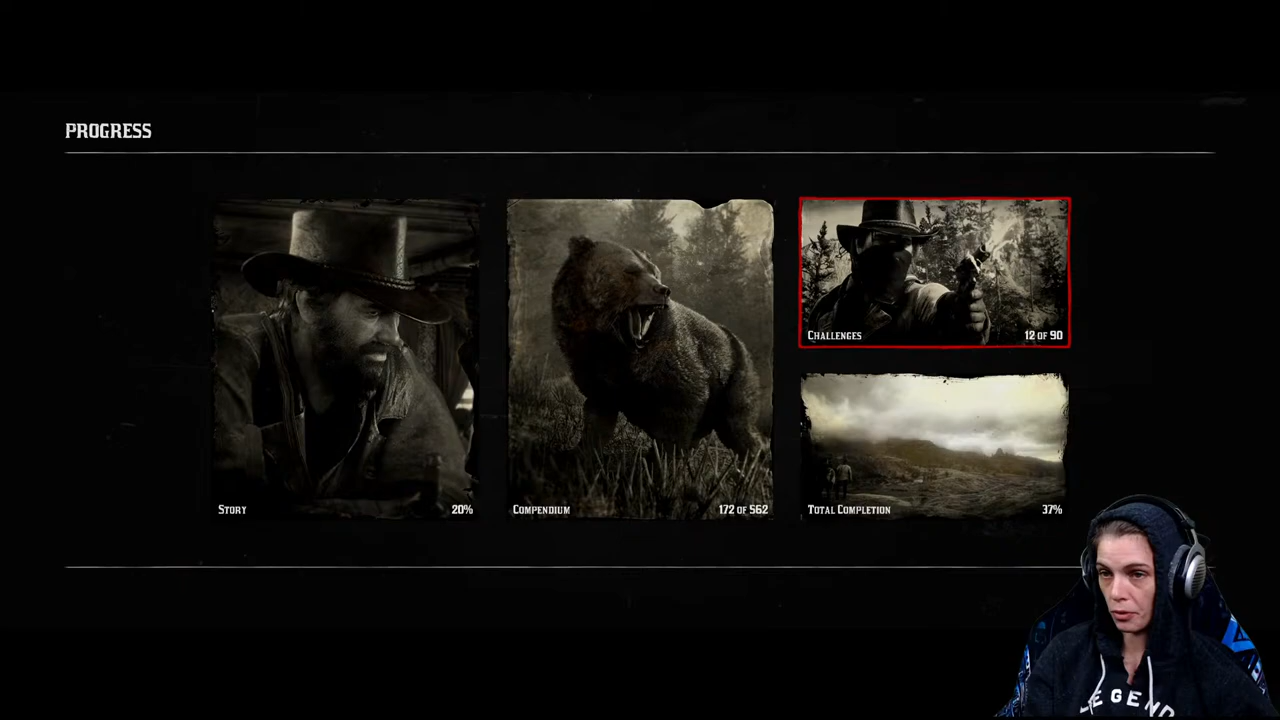 PROGRESS
STORY 20%
COMPENDIUM 172 OF 562
CHALLENGES 12 OF 90
TOTAL COMPLETION 37%
LEGEND